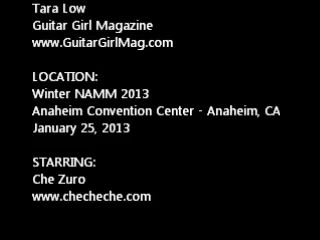 Tara Low
Guitar Girl Magazine
www.GuitarGirlMag.com
LOCATION:
Winter NAMM 2013
Anaheim Convention Center - Anaheim, CA
January 25, 2013
STARRING:
Che Zuro
www.checheche.com